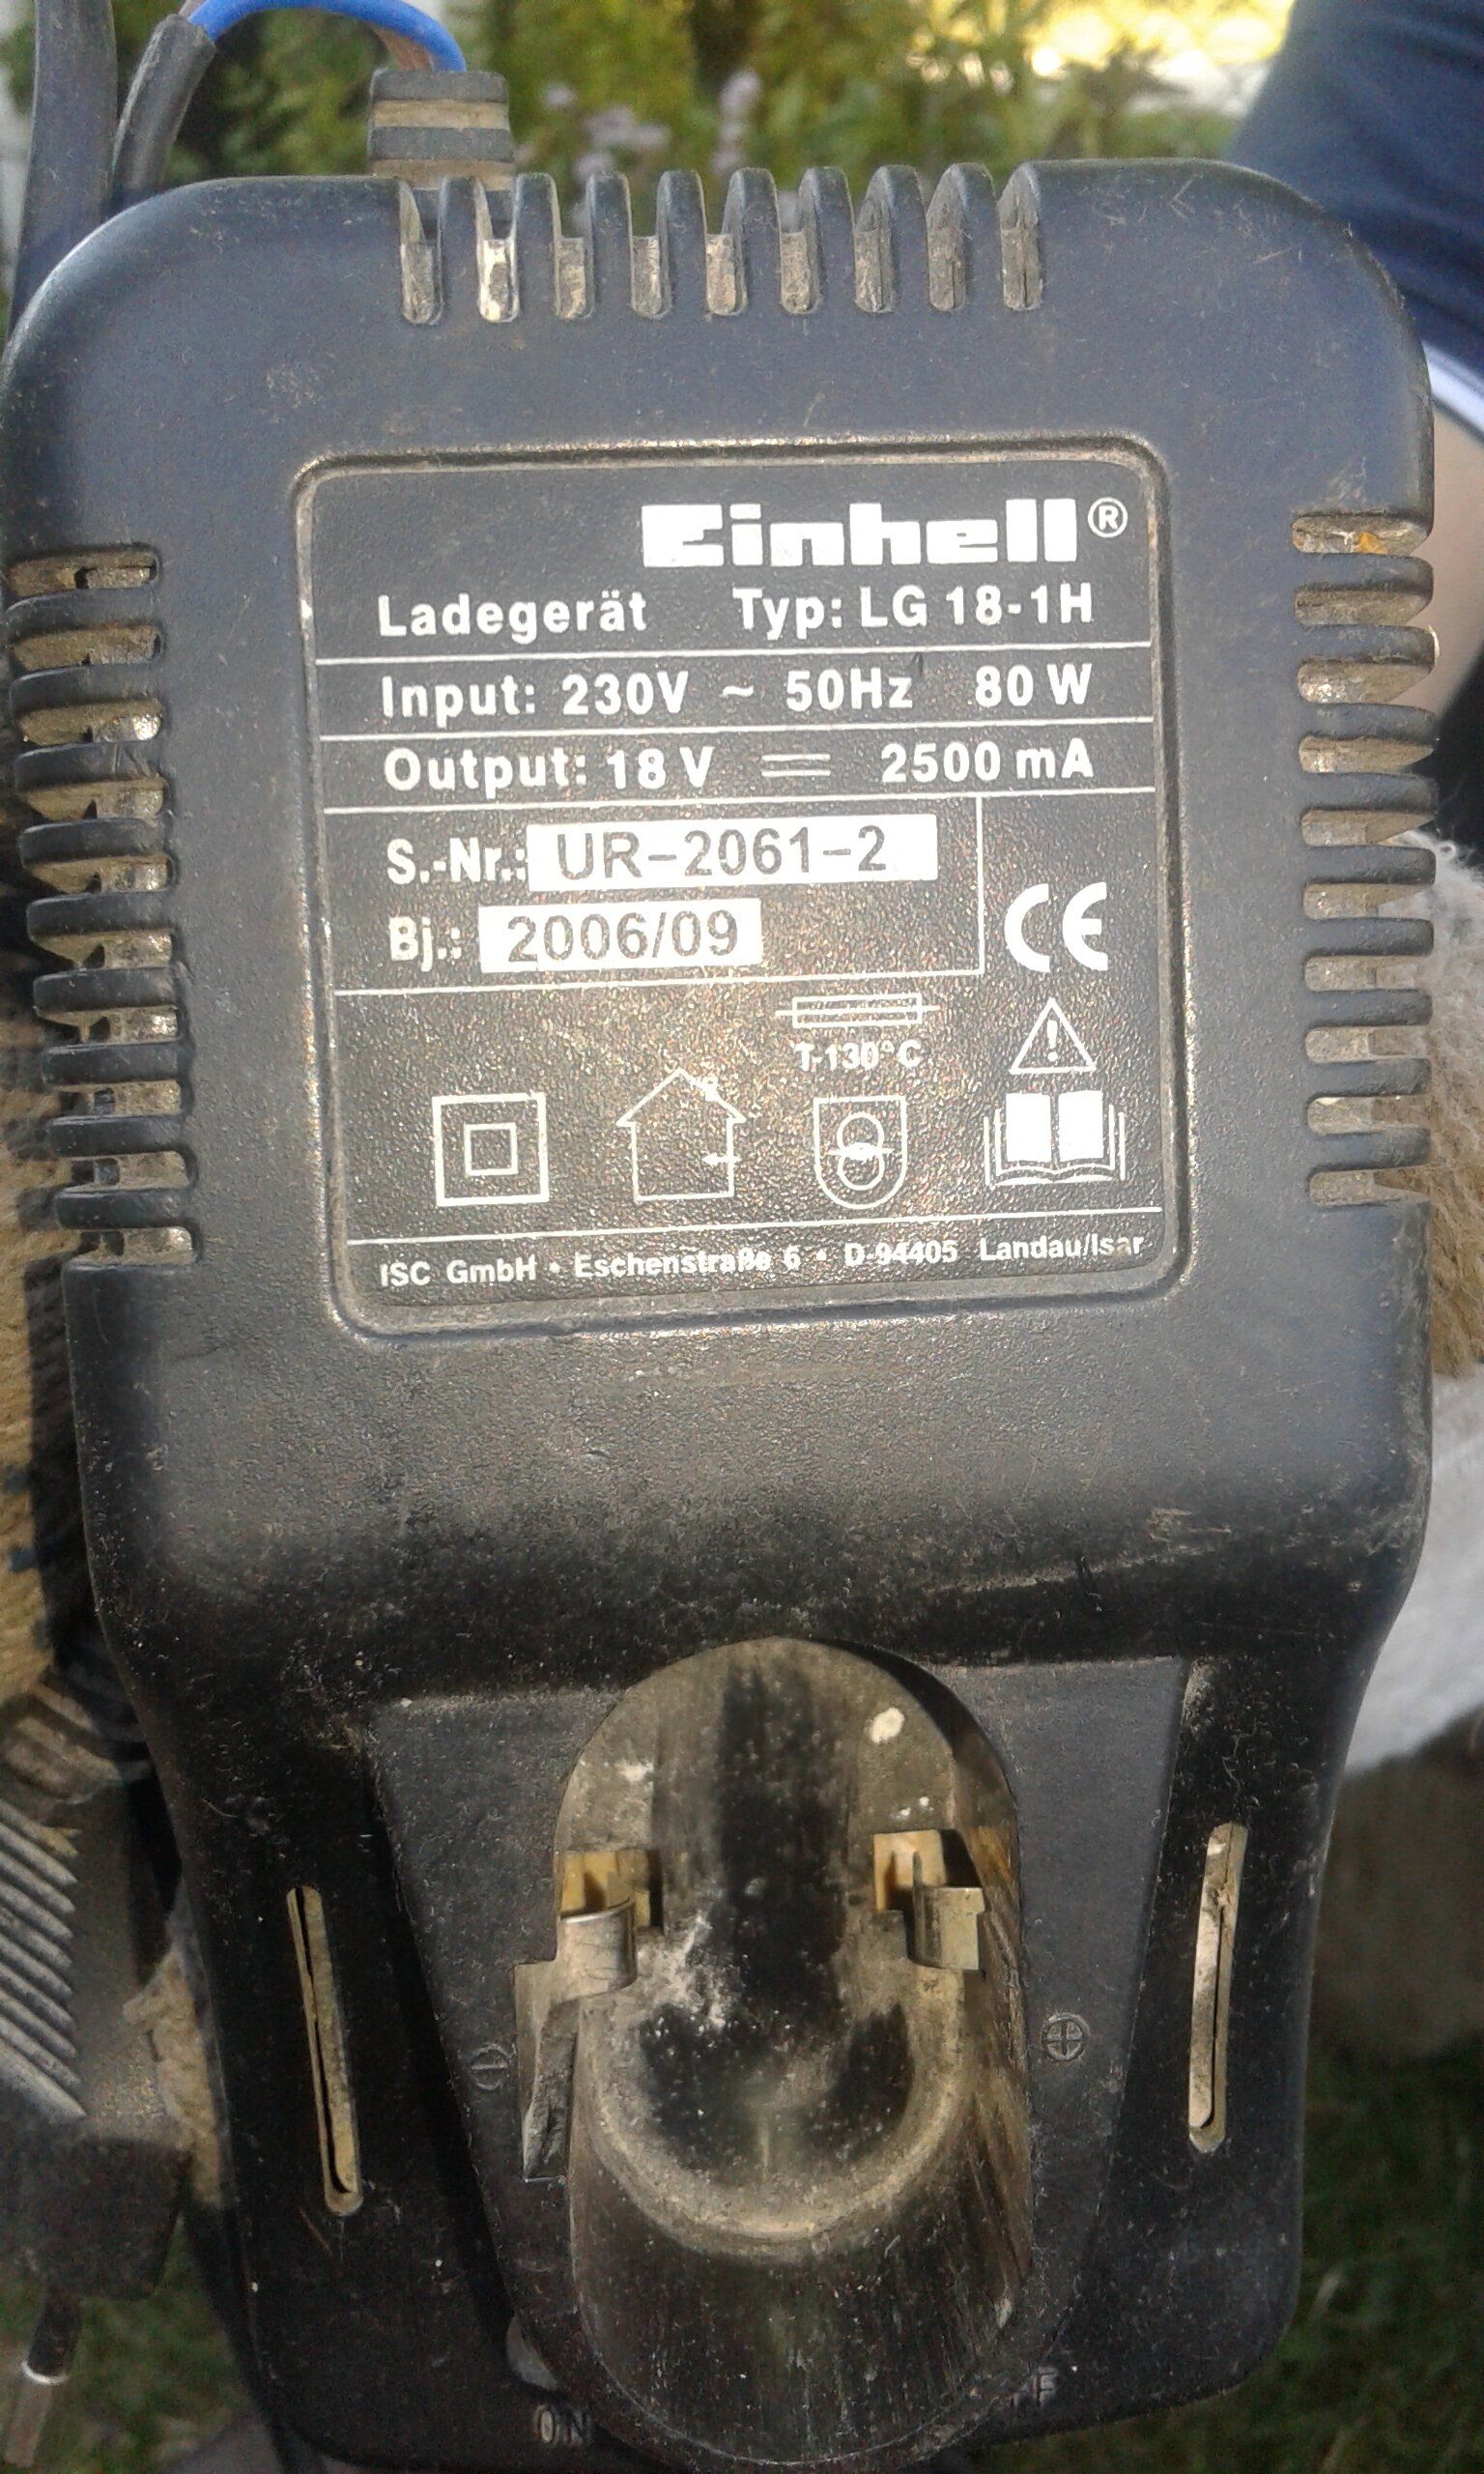 Einhell®
Ladegerät Typ: LG 18-1H
Input: 230V ~ 50Hz 80 W
Output: 18 V ⎓ 2500 mA
S.-Nr.: UR-2061-2
Bj.: 2006/09
CE
T-130°C
ISC GmbH • Eschenstraße 6 • D-94405 Landau/Isar
ON